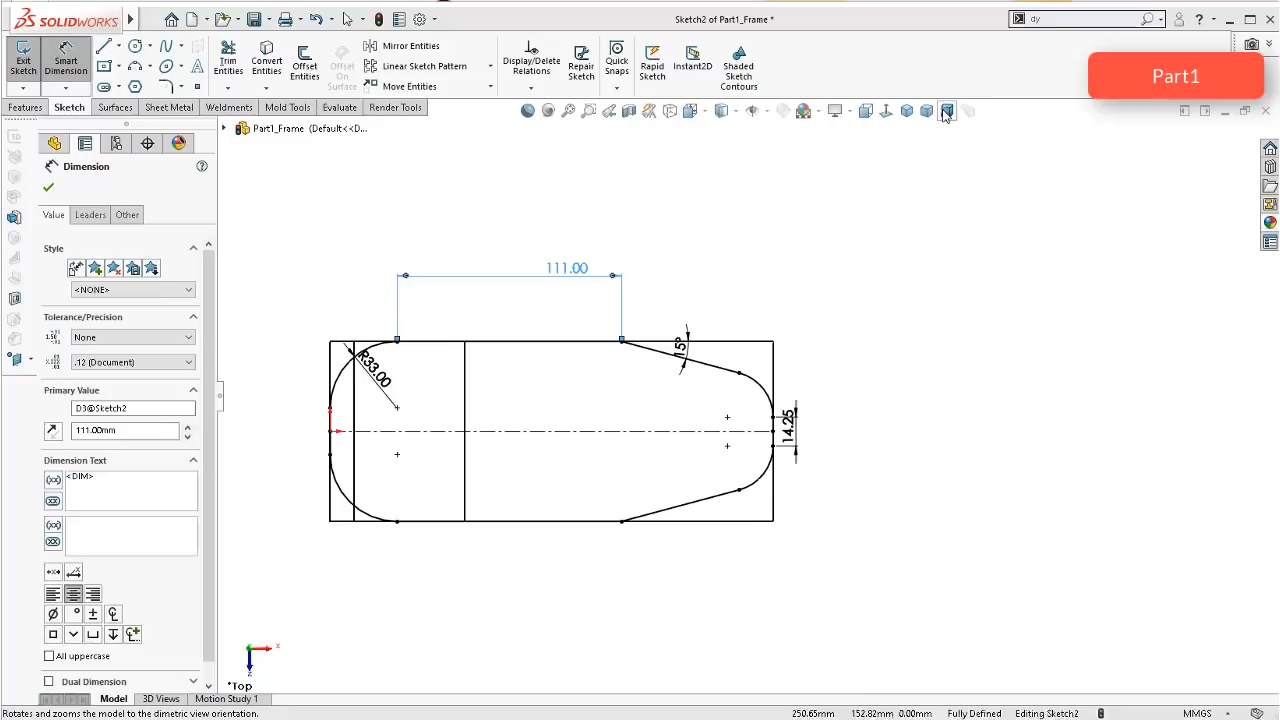 SOLIDWORKS
Sketch2 of Part1_Frame *
dy
Part1
Exit
Sketch
Smart
Dimension
Trim
Entities
Convert
Entities
Offset
Entities
Offset
On
Surface
Mirror Entities
Linear Sketch Pattern
Move Entities
Display/Delete
Relations
Repair
Sketch
Quick
Snaps
Rapid
Sketch
Instant2D
Shaded
Sketch
Contours
Features
Sketch
Surfaces
Sheet Metal
Weldments
Mold Tools
Evaluate
Render Tools
Part1_Frame (Default<<D...
Dimension
Value
Leaders
Other
Style
<NONE>
Tolerance/Precision
None
.12 (Document)
Primary Value
D3@Sketch2
111.00mm
Dimension Text
<DIM>
All uppercase
Dual Dimension
111.00
R33.00
15°
14.25
x
z
*Top
Model
3D Views
Motion Study 1
Rotates and zooms the model to the dimetric view orientation.
250.65mm
152.82mm 0.00mm
Fully Defined
Editing Sketch2
MMGS